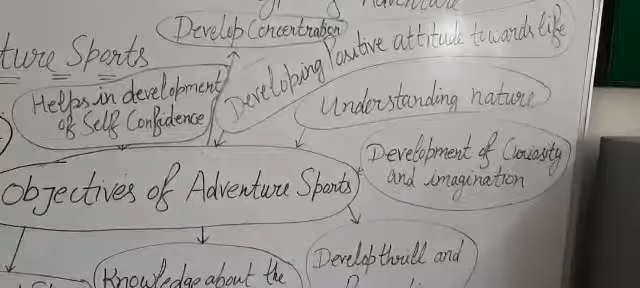 Develop Concentration
ture Sports
Developing Positive attitude towards life
Helps in development
of Self Confidence
Understanding nature
Development of Curiosity
and imagination
Objectives of Adventure Sports
Knowledge about the
Develop thrill and